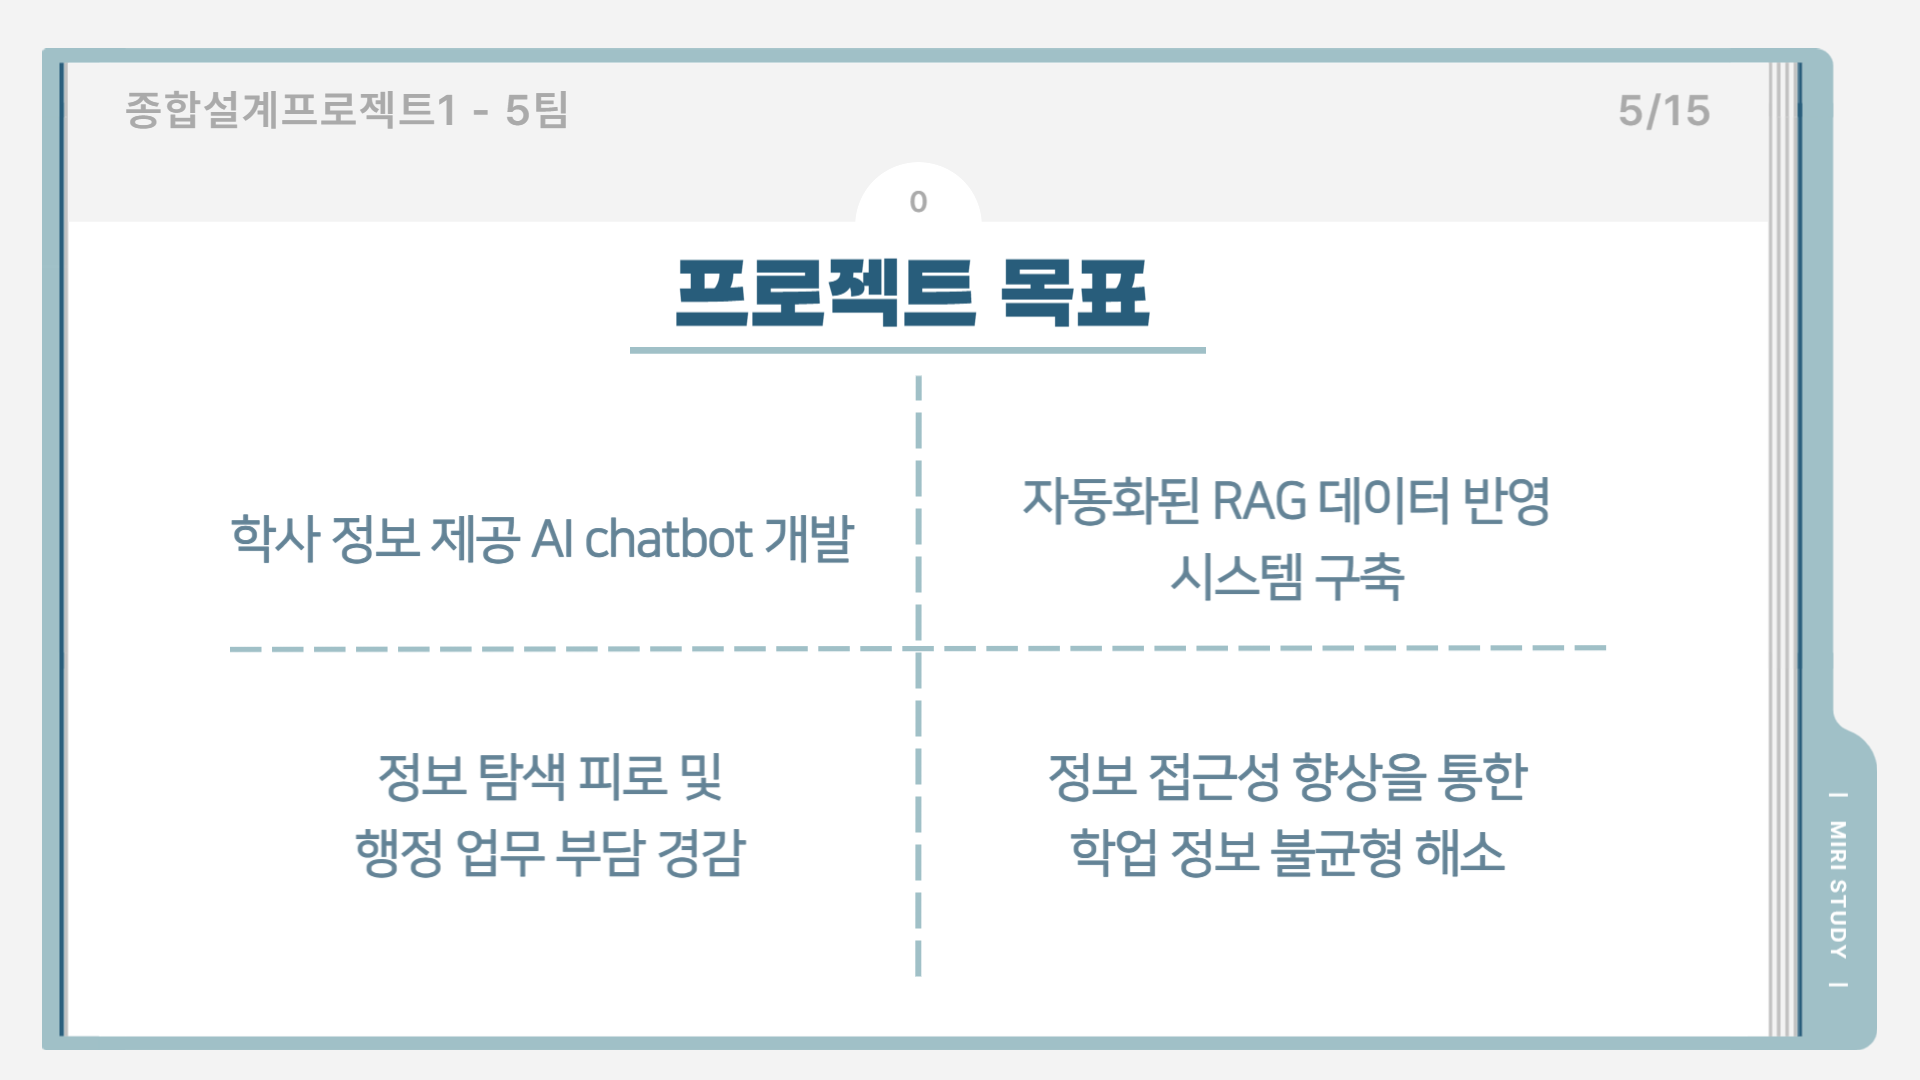 종합설계프로젝트1 - 5팀
5/15
0
프로젝트 목표
학사 정보 제공 AI chatbot 개발
자동화된 RAG 데이터 반영
시스템 구축
정보 탐색 피로 및
행정 업무 부담 경감
정보 접근성 향상을 통한
학업 정보 불균형 해소
| MIRI STUDY |